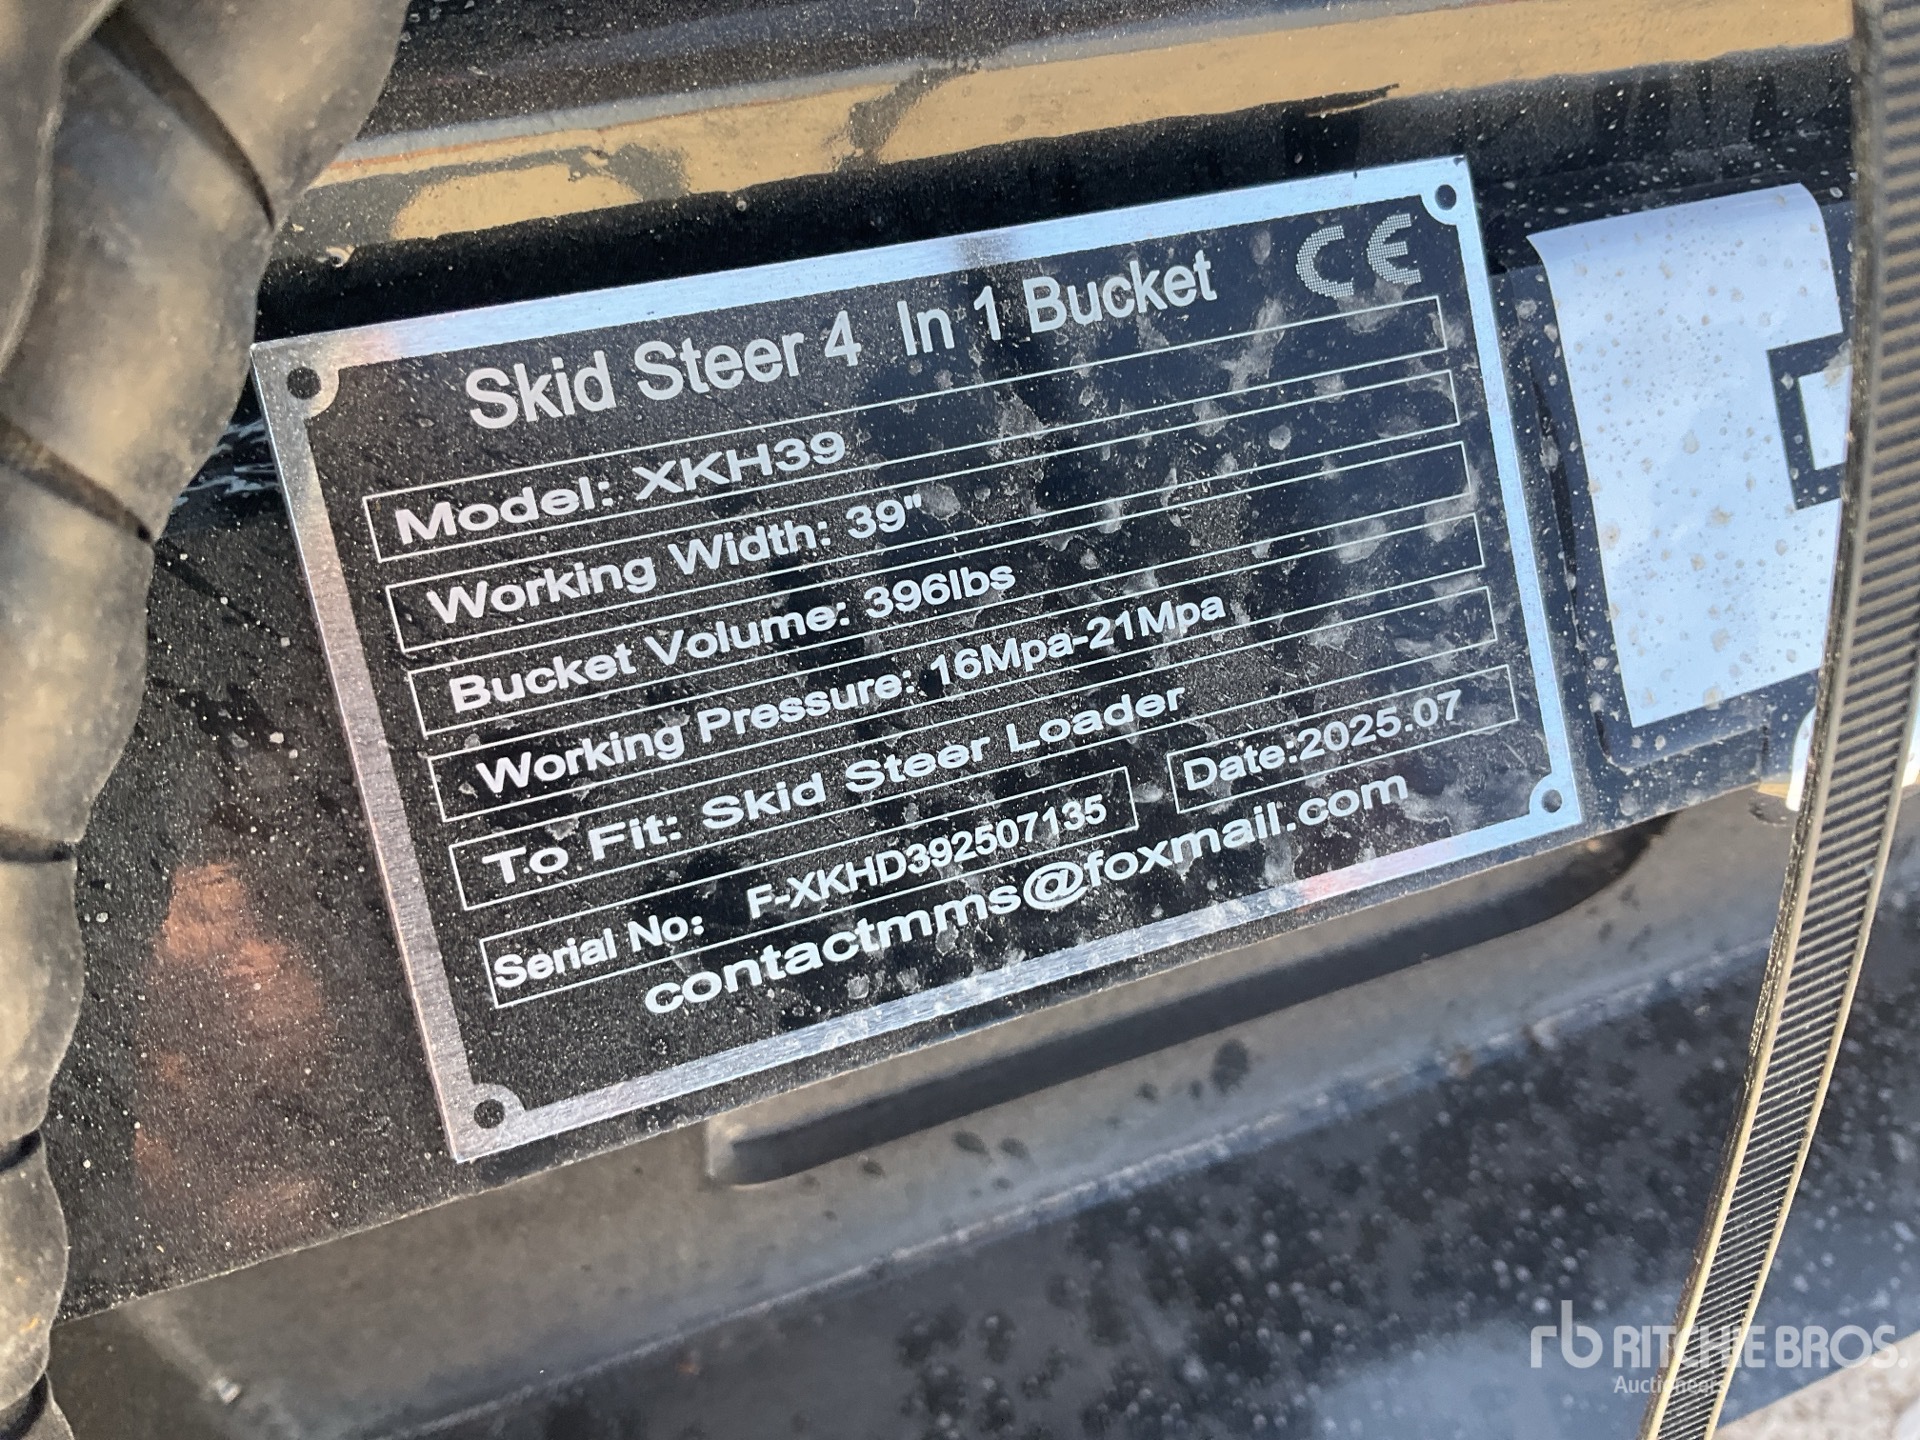 CE
Skid Steer 4 In 1 Bucket
Model: XKH39
Working Width: 39"
Bucket Volume: 396lbs
Working Pressure: 16Mpa-21Mpa
To Fit: Skid Steer Loader
Serial No: F-XKHD392507135 Date:2025.07
contactmms@foxmail.com
rb RITCHIE BROS.
Auctioneers